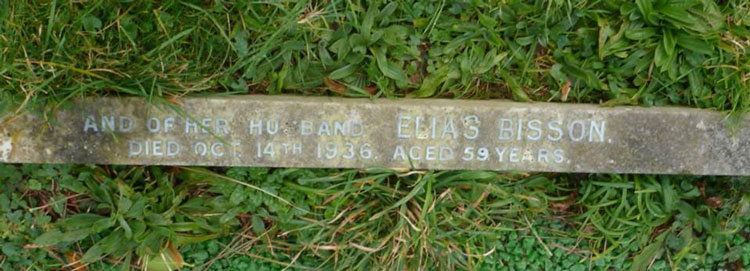 AND OF HER HUSBAND ELIAS BISSON.
DIED OCT 14TH 1936. AGED 59 YEARS.